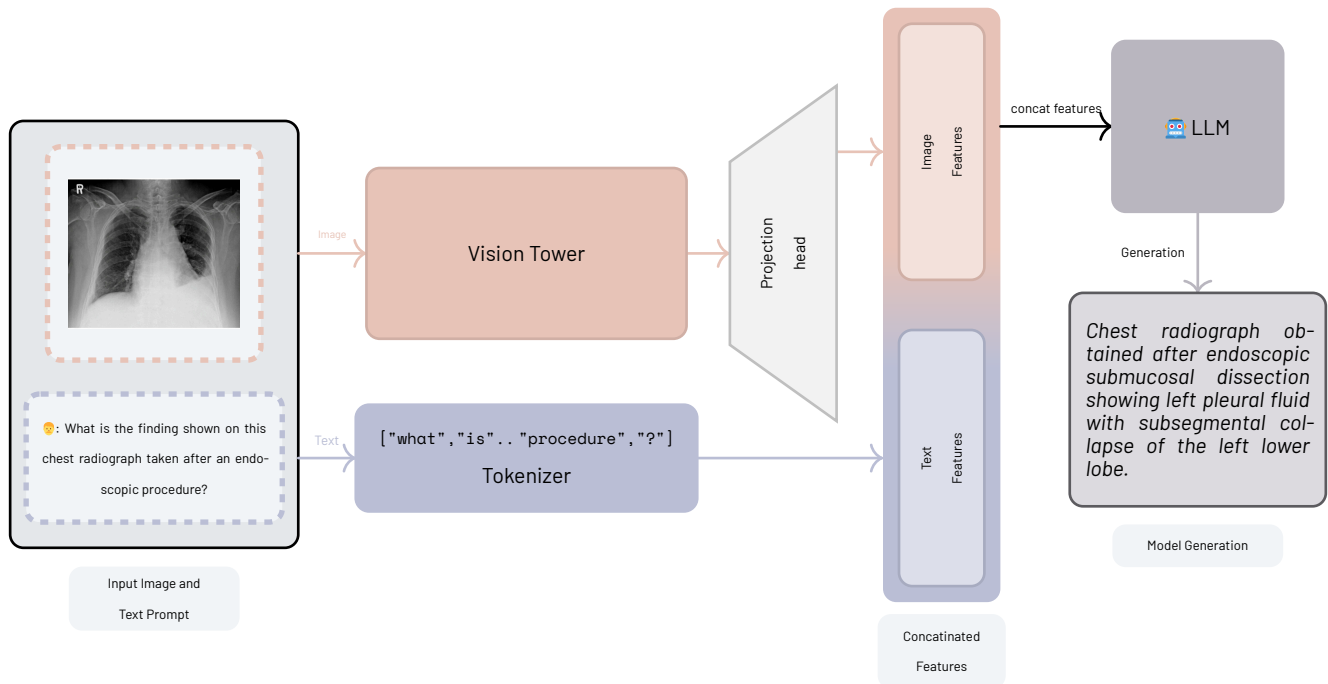 R
: What is the finding shown on this
chest radiograph taken after an endo-
scopic procedure?
Input Image and
Text Prompt
Image
Text
Vision Tower
["what","is".. "procedure","?"]
Tokenizer
Projection
head
Image
Features
Text
Features
Concatinated
Features
concat features
LLM
Generation
Chest radiograph ob-
tained after endoscopic
submucosal dissection
showing left pleural fluid
with subsegmental col-
lapse of the left lower
lobe.
Model Generation